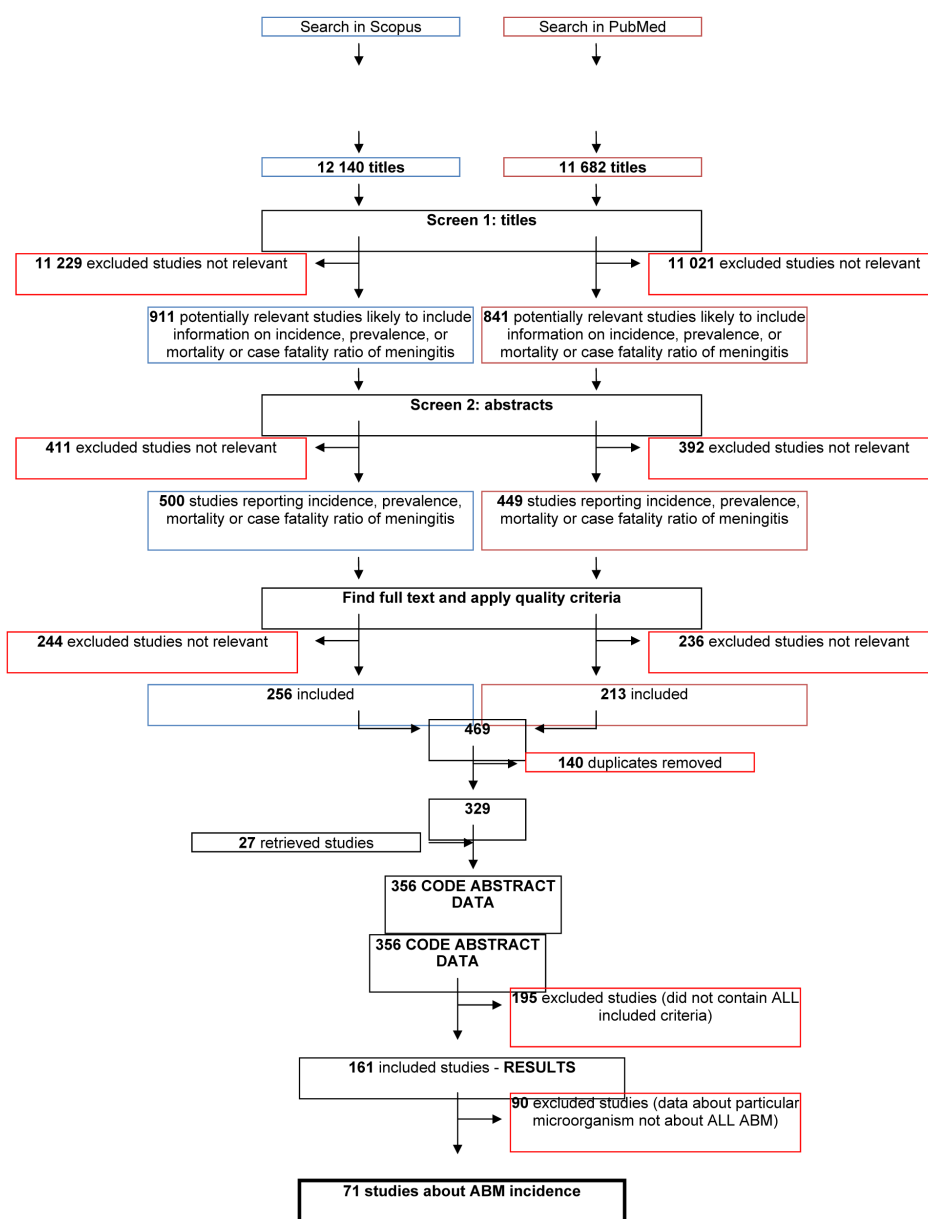 Search in Scopus
Search in PubMed
12 140 titles
11 682 titles
Screen 1: titles
11 229 excluded studies not relevant
11 021 excluded studies not relevant
911 potentially relevant studies likely to include
information on incidence, prevalence, or
mortality or case fatality ratio of meningitis
841 potentially relevant studies likely to include
information on incidence, prevalence, or
mortality or case fatality ratio of meningitis
Screen 2: abstracts
411 excluded studies not relevant
392 excluded studies not relevant
500 studies reporting incidence, prevalence,
mortality or case fatality ratio of meningitis
449 studies reporting incidence, prevalence,
mortality or case fatality ratio of meningitis
Find full text and apply quality criteria
244 excluded studies not relevant
236 excluded studies not relevant
256 included
213 included
469
140 duplicates removed
329
27 retrieved studies
356 CODE ABSTRACT
DATA
356 CODE ABSTRACT
DATA
195 excluded studies (did not contain ALL
included criteria)
161 included studies - RESULTS
90 excluded studies (data about particular
microorganism not about ALL ABM)
71 studies about ABM incidence